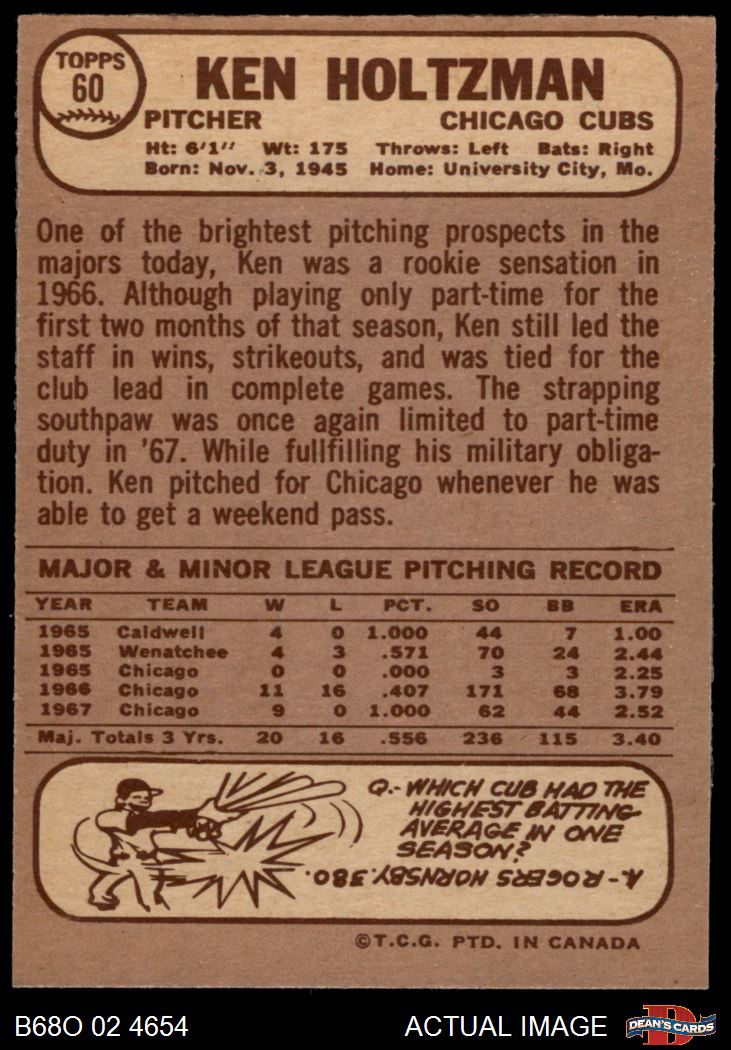 TOPPS
60
KEN HOLTZMAN
PITCHER CHICAGO CUBS
Ht: 6'1" Wt: 175 Throws: Left Bats: Right
Born: Nov. 3, 1945 Home: University City, Mo.
One of the brightest pitching prospects in the
majors today, Ken was a rookie sensation in
1966. Although playing only part-time for the
first two months of that season, Ken still led the
staff in wins, strikeouts, and was tied for the
club lead in complete games. The strapping
southpaw was once again limited to part-time
duty in '67. While fullfilling his military obliga-
tion. Ken pitched for Chicago whenever he was
able to get a weekend pass.
MAJOR & MINOR LEAGUE PITCHING RECORD
YEAR TEAM W L PCT. SO BB ERA
1965 Caldwell 4 0 1.000 44 7 1.00
1965 Wenatchee 4 3 .571 70 24 2.44
1965 Chicago 0 0 .000 3 3 2.25
1966 Chicago 11 16 .407 171 68 3.79
1967 Chicago 9 0 1.000 62 44 2.52
Maj. Totals 3 Yrs. 20 16 .556 236 115 3.40
Q.- WHICH CUB HAD THE
HIGHEST BATTING
AVERAGE IN ONE
SEASON?
A- ROGERS HORNSBY .380.
©T.C.G. PTD. IN CANADA
B68O 02 4654 ACTUAL IMAGE DEAN'S CARDS